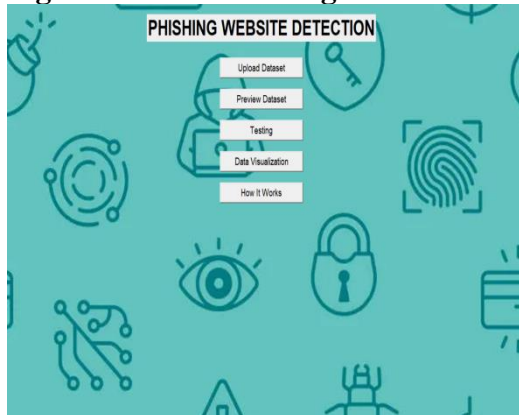 PHISHING WEBSITE DETECTION
Upload Dataset
Preview Dataset
Testing
Data Visualization
How It Works